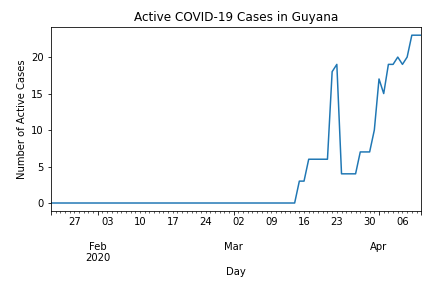 Active COVID-19 Cases in Guyana
Number of Active Cases
20
15
10
5
0
27 03 10 17 24 02 09 16 23 30 06
Feb Mar Apr
2020
Day